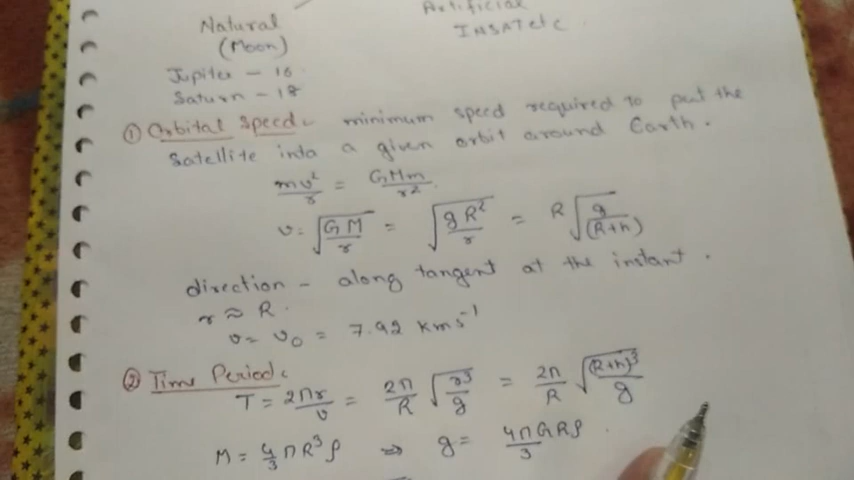 Natural
(Moon)
Jupiter - 16
Saturn - 18
Artificial
INSAT etc
① Orbital Speed - minimum speed required to put the
Satellite into a given orbit around Earth.
mv²/r = GMm/r²
v = √(GM/r) = √(gR²/r) = R √(g/(R+h))
direction - along tangent at the instant.
r ≈ R.
v = v₀ = 7.92 kms⁻¹
② Time Period -
T = 2πr/v = 2π/R √(r³/g) = 2π/R √((R+h)³/g)
M = 4/3 πR³ρ ⇒ g = 4πGRρ/3.